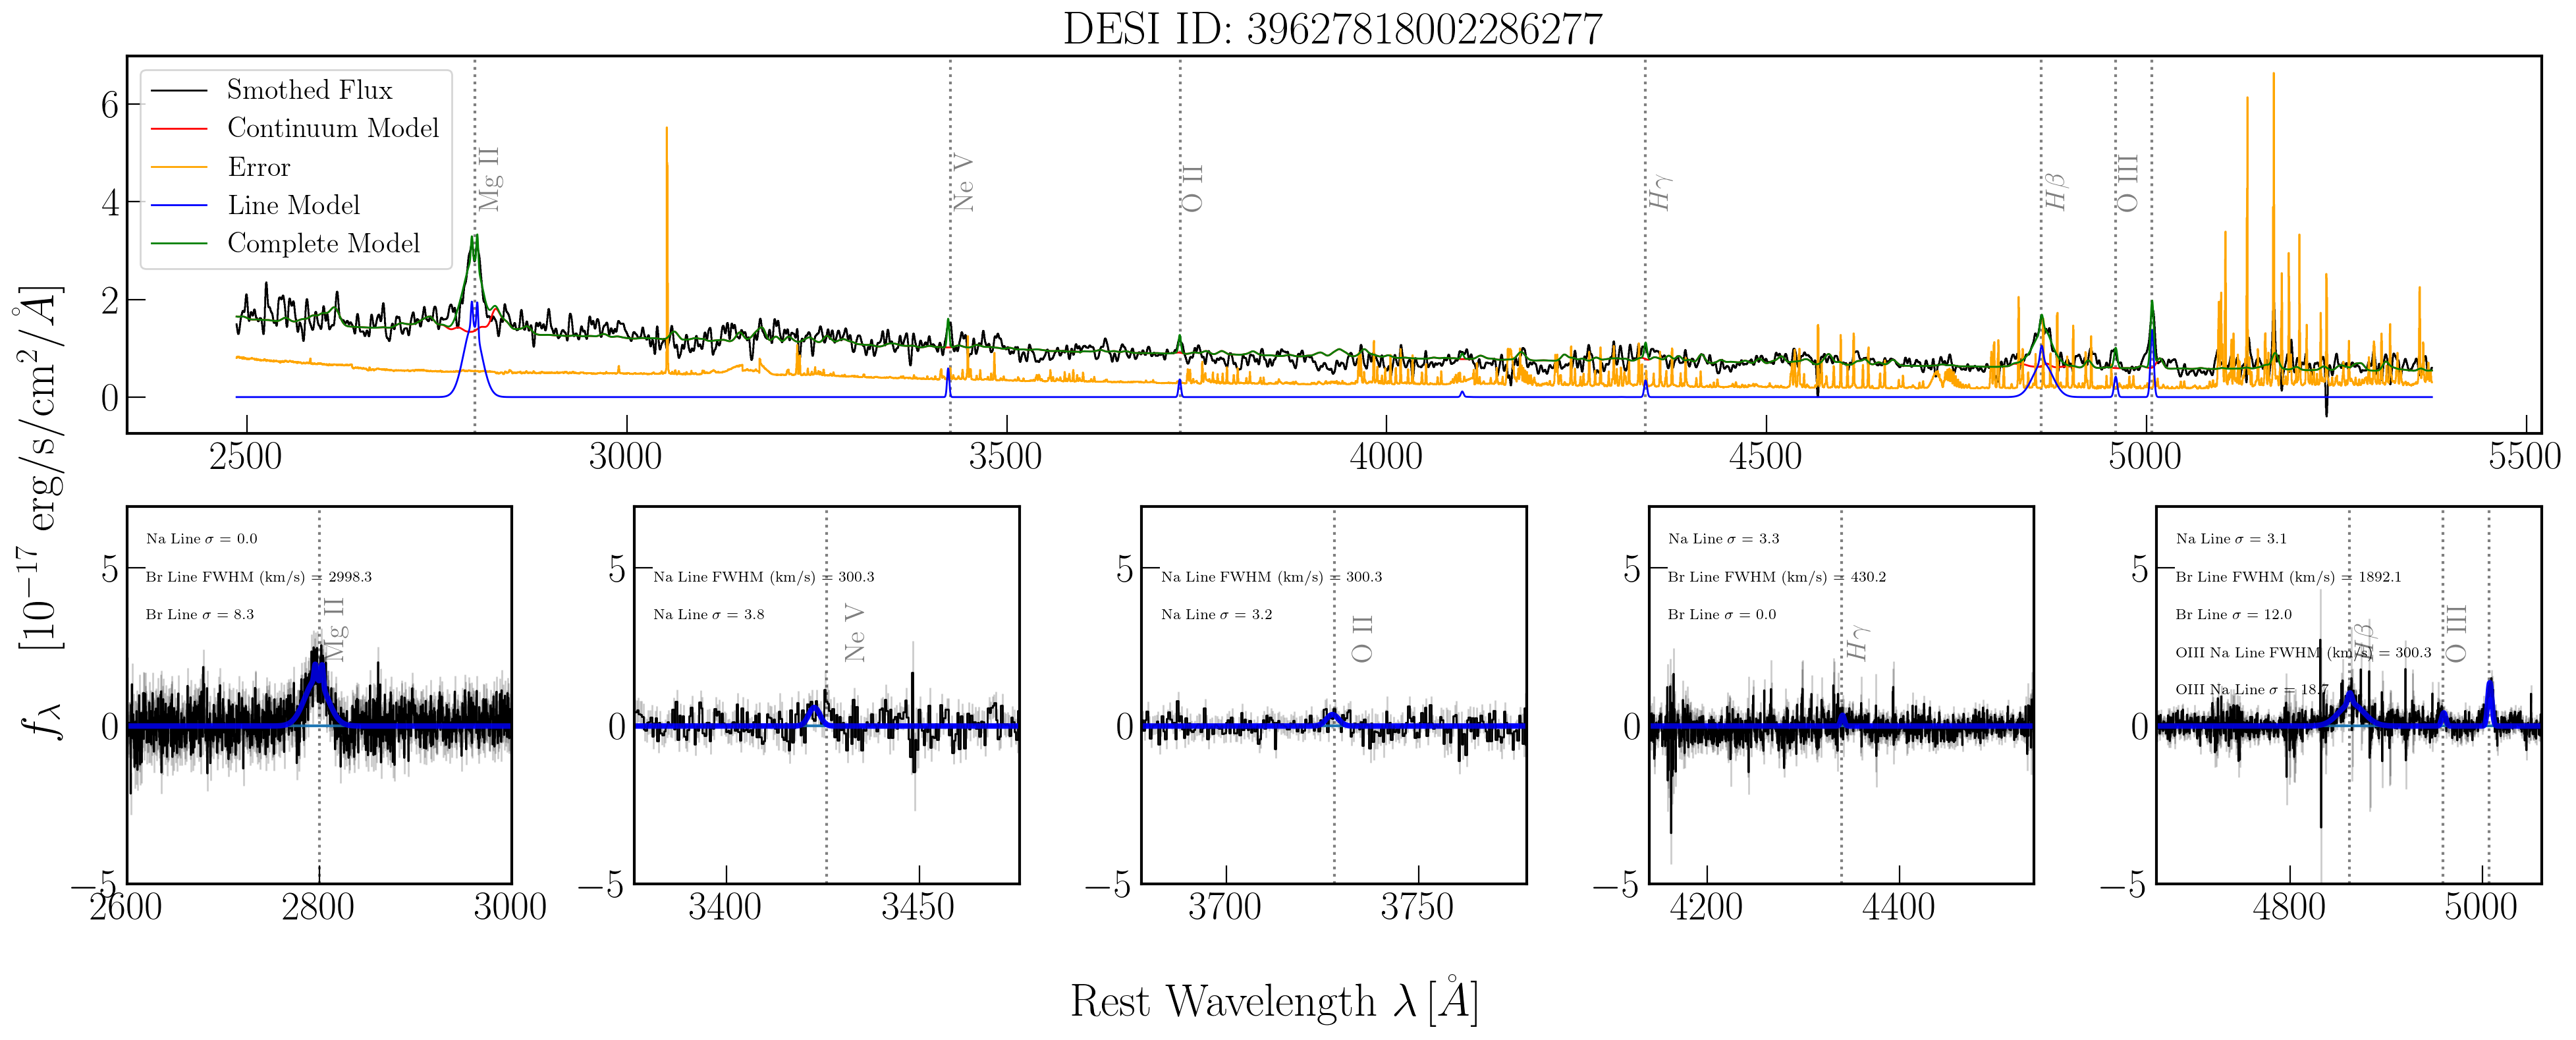 DESI ID: 39627818002286277
Smothed Flux
Continuum Model
Error
Line Model
Complete Model
Mg II
Ne V
O II
Hγ
Hβ
O III
6
4
2
0
2500 3000 3500 4000 4500 5000 5500
f_λ [10^−17 erg/s/cm^2/Å]
Na Line σ = 0.0
Br Line FWHM (km/s) = 2998.3
Br Line σ = 8.3
Mg II
5
0
−5
2600 2800 3000
Na Line FWHM (km/s) = 300.3
Na Line σ = 3.8
Ne V
5
0
−5
3400 3450
Na Line FWHM (km/s) = 300.3
Na Line σ = 3.2
O II
5
0
−5
3700 3750
Na Line σ = 3.3
Br Line FWHM (km/s) = 430.2
Br Line σ = 0.0
Hγ
5
0
−5
4200 4400
Na Line σ = 3.1
Br Line FWHM (km/s) = 1892.1
Br Line σ = 12.0
OIII Na Line FWHM (km/s) = 300.3
OIII Na Line σ = 18.7
Hβ
O III
5
0
−5
4800 5000
Rest Wavelength λ [Å]